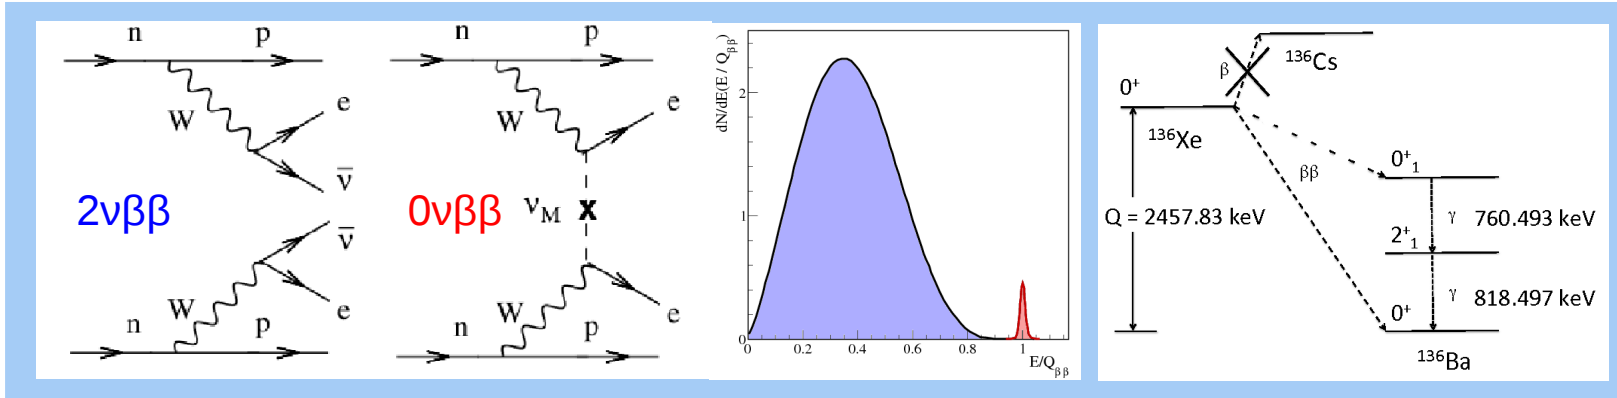 n p
W
e
ν̅
2νββ
ν̅
W
e
n p
n p
W
e
0νββ ν_M x
W
e
n p
dN/dE(E / Q_ββ)
2
1
0
0 0.2 0.4 0.6 0.8 1
E/Q_ββ
¹³⁶Cs
β
0⁺
¹³⁶Xe
0⁺₁
ββ
Q = 2457.83 keV
γ 760.493 keV
2⁺₁
γ 818.497 keV
0⁺
¹³⁶Ba